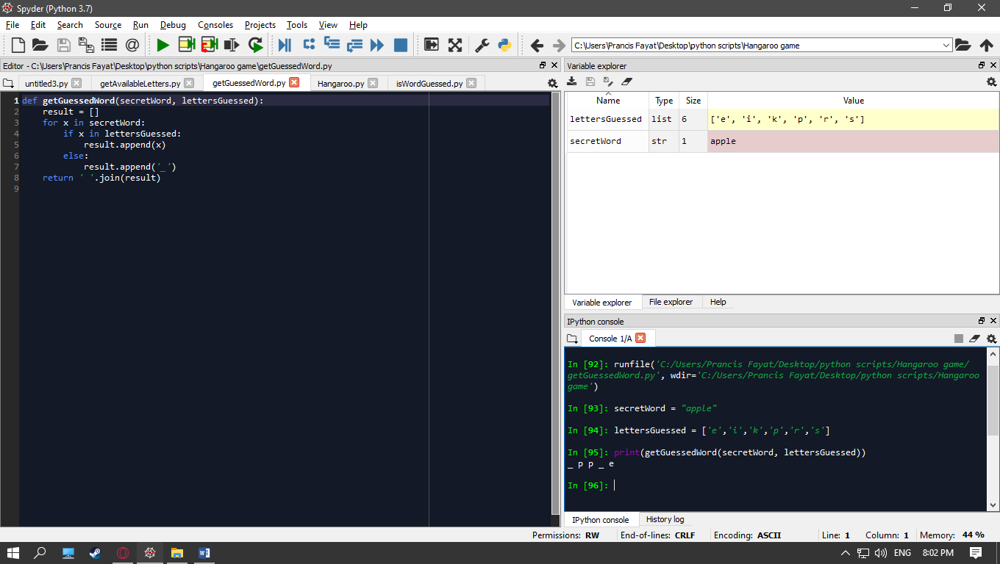 Spyder (Python 3.7)
File Edit Search Source Run Debug Consoles Projects Tools View Help
C:\Users\Prancis Fayat\Desktop\python scripts\Hangaroo game
Editor - C:\Users\Prancis Fayat\Desktop\python scripts\Hangaroo game\getGuessedWord.py
untitled3.py getAvailableLetters.py getGuessedWord.py Hangaroo.py isWordGuessed.py
1 def getGuessedWord(secretWord, lettersGuessed):
2     result = []
3     for x in secretWord:
4         if x in lettersGuessed:
5             result.append(x)
6         else:
7             result.append('_')
8     return ' '.join(result)
9
Variable explorer
Name Type Size Value
lettersGuessed list 6 ['e', 'i', 'k', 'p', 'r', 's']
secretWord str 1 apple
Variable explorer File explorer Help
IPython console
Console 1/A
In [92]: runfile('C:/Users/Prancis Fayat/Desktop/python scripts/Hangaroo game/
getGuessedWord.py', wdir='C:/Users/Prancis Fayat/Desktop/python scripts/Hangaroo
game')
In [93]: secretWord = "apple"
In [94]: lettersGuessed = ['e','i','k','p','r','s']
In [95]: print(getGuessedWord(secretWord, lettersGuessed))
_ p p _ e
In [96]:
IPython console History log
Permissions: RW End-of-lines: CRLF Encoding: ASCII Line: 1 Column: 1 Memory: 44 %
ENG 8:02 PM